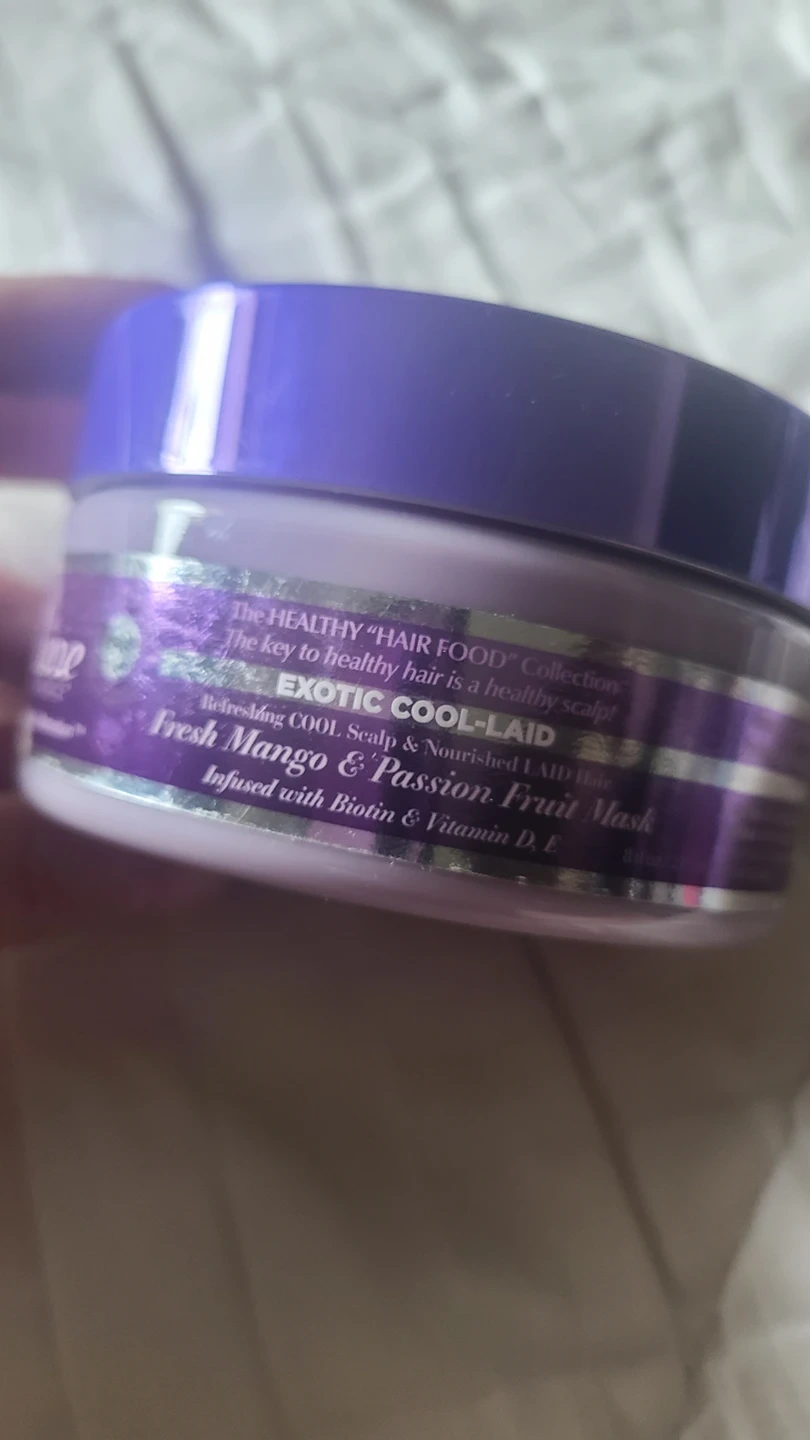 The HEALTHY "HAIR FOOD" Collection
The key to healthy hair is a healthy scalp!
EXOTIC COOL-LAID
Refreshing COOL Scalp & Nourished LAID Hair
Fresh Mango & Passion Fruit Mask
Infused with Biotin & Vitamin D, E